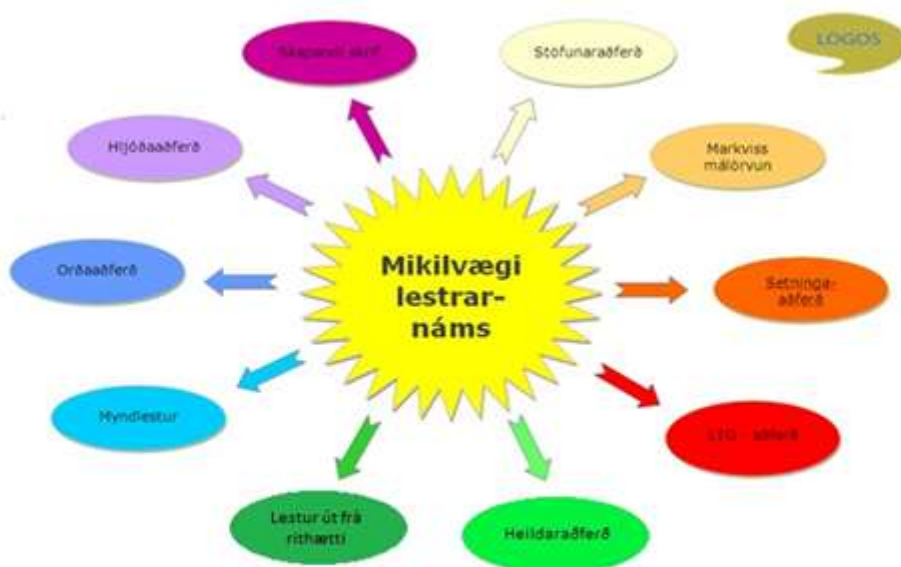 Skapandi skrif
Stöfunaraðferð
LOGOS
Hljóðaaðferð
Markviss
málörvun
Orðaaðferð
Mikilvægi
lestrar-
náms
Setninga-
aðferð
Myndlestur
LTG - aðferð
Lestur út frá
rithætti
Heildaraðferð